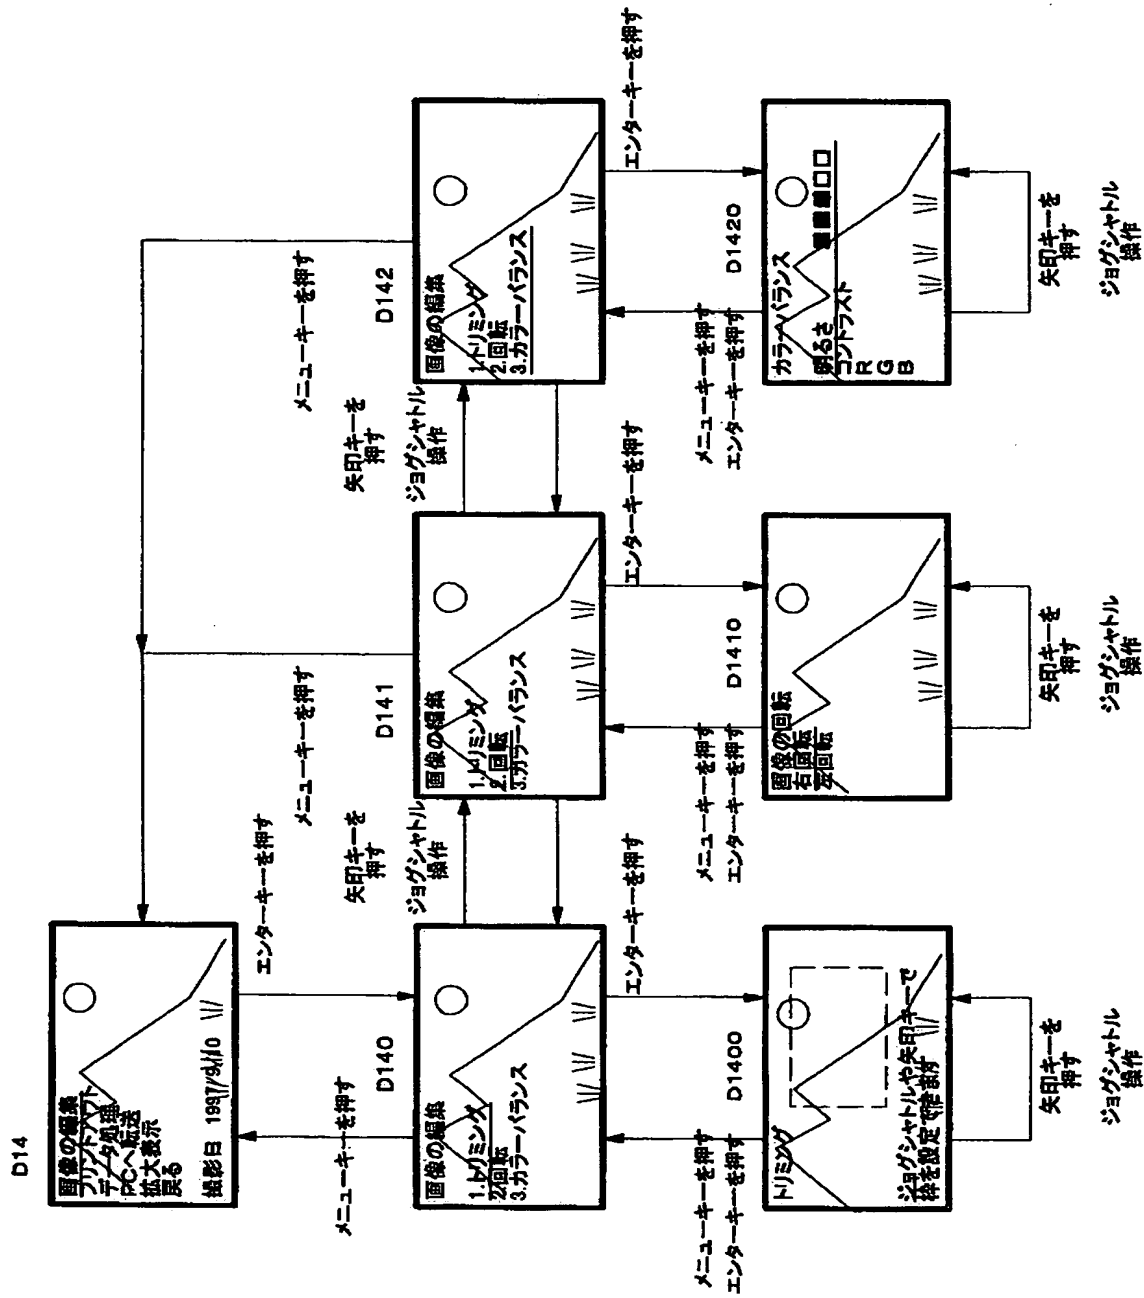 D14
画像の編集
プリントアウト
データ処理
PCへ転送
拡大表示
戻る
撮影日 1997/9/10
エンターキーを押す
メニューキーを押す
D140
画像の編集
1.トリミング
2.回転
3.カラーバランス
矢印キーを
押す
ジョグシャトル
操作
メニューキーを押す
D141
画像の編集
1.トリミング
2.回転
3.カラーバランス
矢印キーを
押す
ジョグシャトル
操作
メニューキーを押す
D142
画像の編集
1.トリミング
2.回転
3.カラーバランス
エンターキーを押す
メニューキーを押す
エンターキーを押す
D1400
トリミング
ジョグシャトルや矢印キーで
枠を設定できます
矢印キーを
押す
ジョグシャトル
操作
エンターキーを押す
メニューキーを押す
エンターキーを押す
D1410
画像の回転
右回転
左回転
矢印キーを
押す
ジョグシャトル
操作
エンターキーを押す
メニューキーを押す
エンターキーを押す
D1420
カラーバランス
明るさ
コントラスト
R G B
矢印キーを
押す
ジョグシャトル
操作